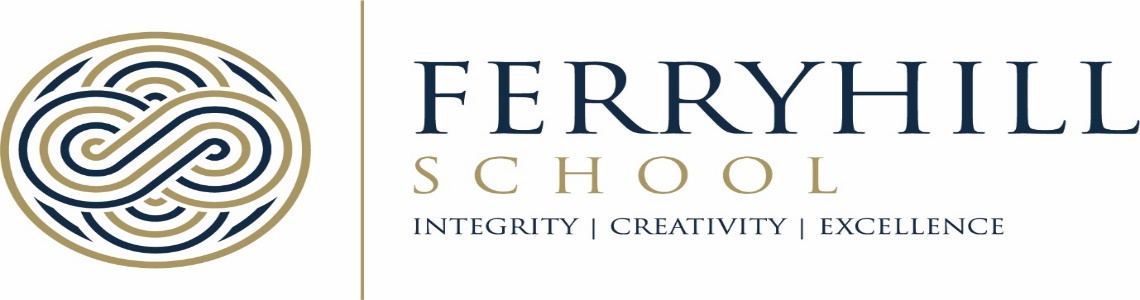 FERRYHILL
SCHOOL
INTEGRITY | CREATIVITY | EXCELLENCE